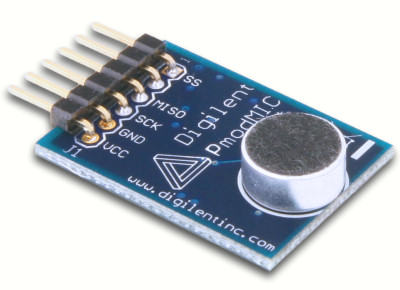 SS
MISO
SCK
GND
VCC
J1
Digilent
PmodMIC
www.digilentinc.com